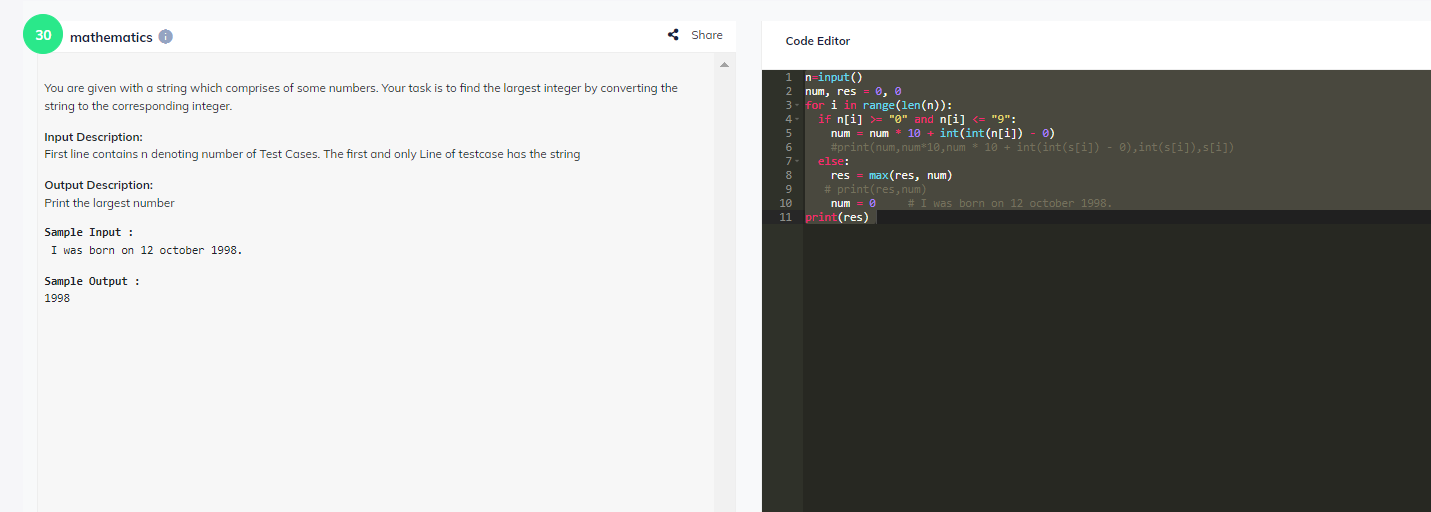 30 mathematics i Share
You are given with a string which comprises of some numbers. Your task is to find the largest integer by converting the
string to the corresponding integer.
Input Description:
First line contains n denoting number of Test Cases. The first and only Line of testcase has the string
Output Description:
Print the largest number
Sample Input :
I was born on 12 october 1998.
Sample Output :
1998
Code Editor
1 n=input()
2 num, res = 0, 0
3 for i in range(len(n)):
4 if n[i] >= "0" and n[i] <= "9":
5 num = num * 10 + int(int(n[i]) - 0)
6 #print(num,num*10,num * 10 + int(int(s[i]) - 0),int(s[i]),s[i])
7 else:
8 res = max(res, num)
9 # print(res,num)
10 num = 0 # I was born on 12 october 1998.
11 print(res)